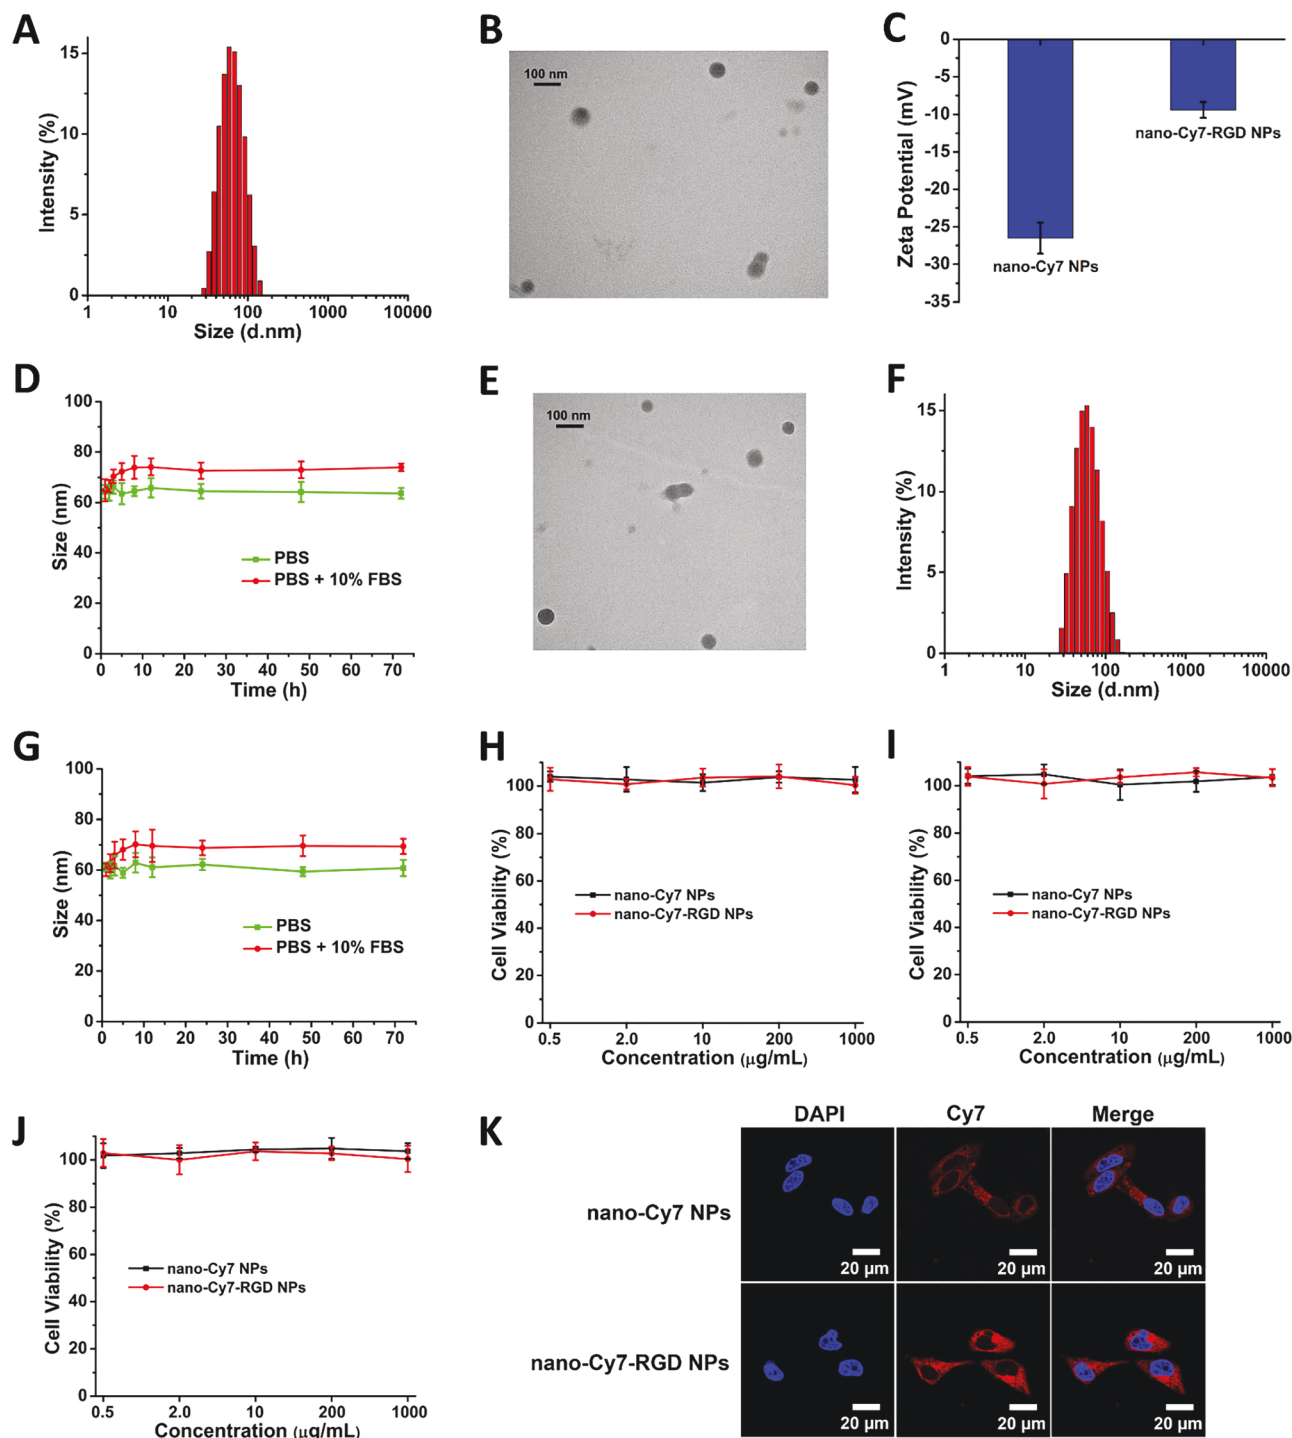 A
15
10
5
0
Intensity (%)
1 10 100 1000 10000
Size (d.nm)
B
100 nm
C
0
-5
-10
-15
-20
-25
-30
-35
Zeta Potential (mV)
nano-Cy7-RGD NPs
nano-Cy7 NPs
D
100
80
60
40
20
0
Size (nm)
PBS
PBS + 10% FBS
0 10 20 30 40 50 60 70
Time (h)
E
100 nm
F
15
10
5
0
Intensity (%)
1 10 100 1000 10000
Size (d.nm)
G
100
80
60
40
20
0
Size (nm)
PBS
PBS + 10% FBS
0 10 20 30 40 50 60 70
Time (h)
H
100
80
60
40
20
0
Cell Viability (%)
nano-Cy7 NPs
nano-Cy7-RGD NPs
0.5 2.0 10 200 1000
Concentration (µg/mL)
I
100
80
60
40
20
0
Cell Viability (%)
nano-Cy7 NPs
nano-Cy7-RGD NPs
0.5 2.0 10 200 1000
Concentration (µg/mL)
J
100
80
60
40
20
0
Cell Viability (%)
nano-Cy7 NPs
nano-Cy7-RGD NPs
0.5 2.0 10 200 1000
Concentration (µg/mL)
K
DAPI Cy7 Merge
nano-Cy7 NPs
20 µm 20 µm 20 µm
nano-Cy7-RGD NPs
20 µm 20 µm 20 µm